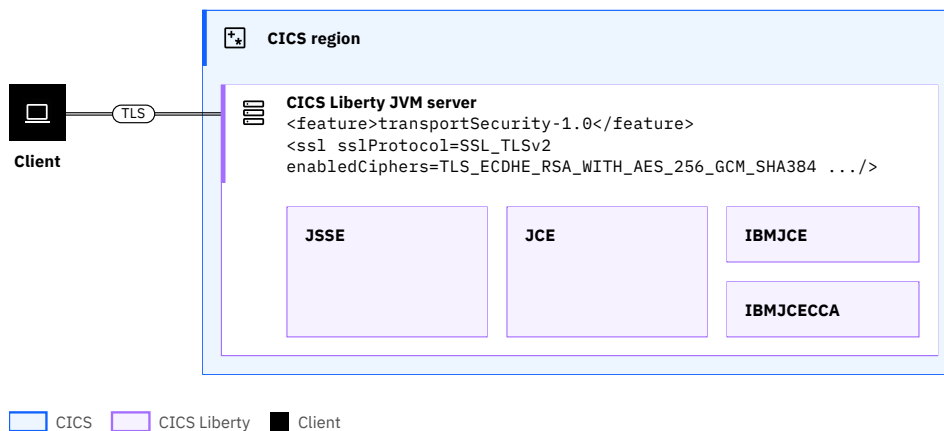 CICS region
CICS Liberty JVM server
<feature>transportSecurity-1.0</feature>
<ssl sslProtocol=SSL_TLSv2
enabledCiphers=TLS_ECDHE_RSA_WITH_AES_256_GCM_SHA384 .../>
TLS
Client
JSSE
JCE
IBMJCE
IBMJCECCA
CICS
CICS Liberty
Client